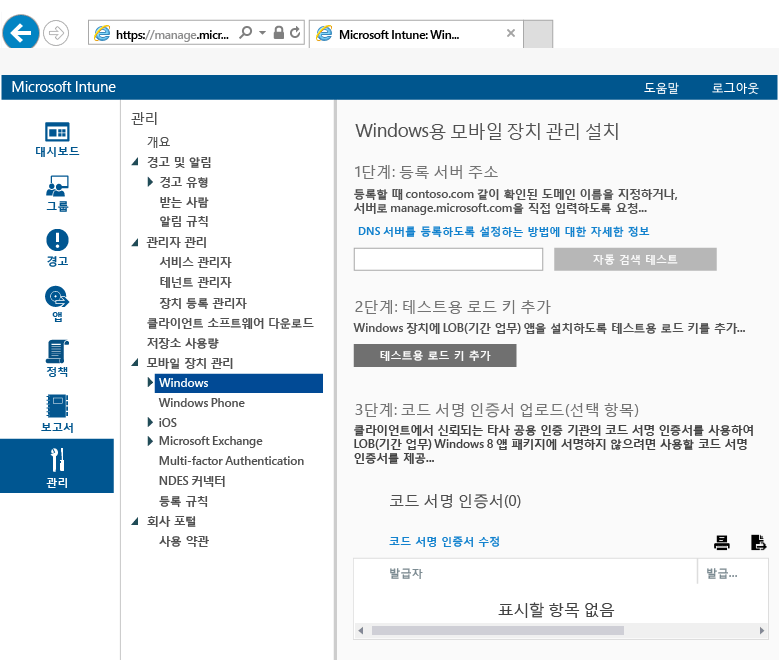 https://manage.micr...
Microsoft Intune: Win...
Microsoft Intune
도움말
로그아웃
대시보드
그룹
경고
앱
정책
보고서
관리
관리
개요
경고 및 알림
경고 유형
받는 사람
알림 규칙
관리자 관리
서비스 관리자
테넌트 관리자
장치 등록 관리자
클라이언트 소프트웨어 다운로드
저장소 사용량
모바일 장치 관리
Windows
Windows Phone
iOS
Microsoft Exchange
Multi-factor Authentication
NDES 커넥터
등록 규칙
회사 포털
사용 약관
Windows용 모바일 장치 관리 설치
1단계: 등록 서버 주소
등록할 때 contoso.com 같이 확인된 도메인 이름을 지정하거나,
서버로 manage.microsoft.com을 직접 입력하도록 요청...
DNS 서버를 등록하도록 설정하는 방법에 대한 자세한 정보
자동 검색 테스트
2단계: 테스트용 로드 키 추가
Windows 장치에 LOB(기간 업무) 앱을 설치하도록 테스트용 로드 키를 추가...
테스트용 로드 키 추가
3단계: 코드 서명 인증서 업로드(선택 항목)
클라이언트에서 신뢰되는 타사 공용 인증 기관의 코드 서명 인증서를 사용하여
LOB(기간 업무) Windows 8 앱 패키지에 서명하지 않으려면 사용할 코드 서명
인증서를 제공...
코드 서명 인증서(0)
코드 서명 인증서 수정
발급자
발급...
표시할 항목 없음